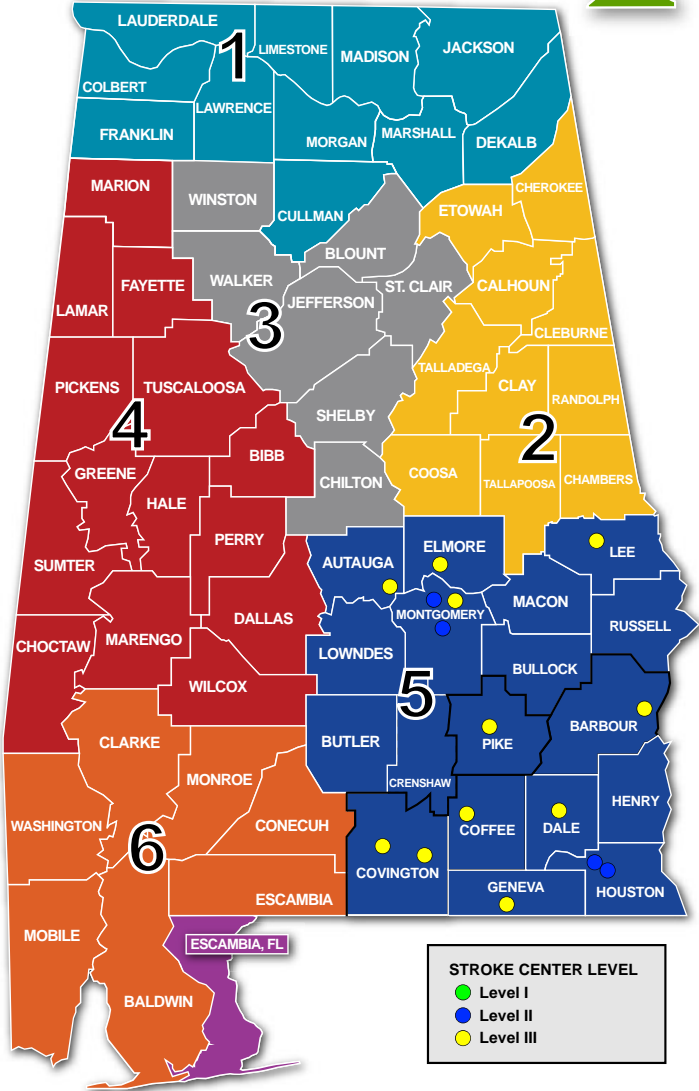 LAUDERDALE
1
LIMESTONE
MADISON
JACKSON
COLBERT
LAWRENCE
FRANKLIN
MORGAN
MARSHALL
DEKALB
MARION
WINSTON
CULLMAN
ETOWAH
CHEROKEE
BLOUNT
FAYETTE
WALKER
JEFFERSON
ST. CLAIR
CALHOUN
LAMAR
3
CLEBURNE
PICKENS
TUSCALOOSA
TALLADEGA
CLAY
RANDOLPH
4
SHELBY
2
BIBB
GREENE
HALE
CHILTON
COOSA
TALLAPOOSA
CHAMBERS
PERRY
SUMTER
AUTAUGA
ELMORE
LEE
MONTGOMERY
MACON
CHOCTAW
MARENGO
DALLAS
RUSSELL
LOWNDES
BULLOCK
WILCOX
5
CLARKE
BUTLER
PIKE
BARBOUR
MONROE
CRENSHAW
HENRY
WASHINGTON
CONECUH
COFFEE
DALE
6
COVINGTON
ESCAMBIA
GENEVA
HOUSTON
MOBILE
ESCAMBIA, FL
BALDWIN
STROKE CENTER LEVEL
Level I
Level II
Level III